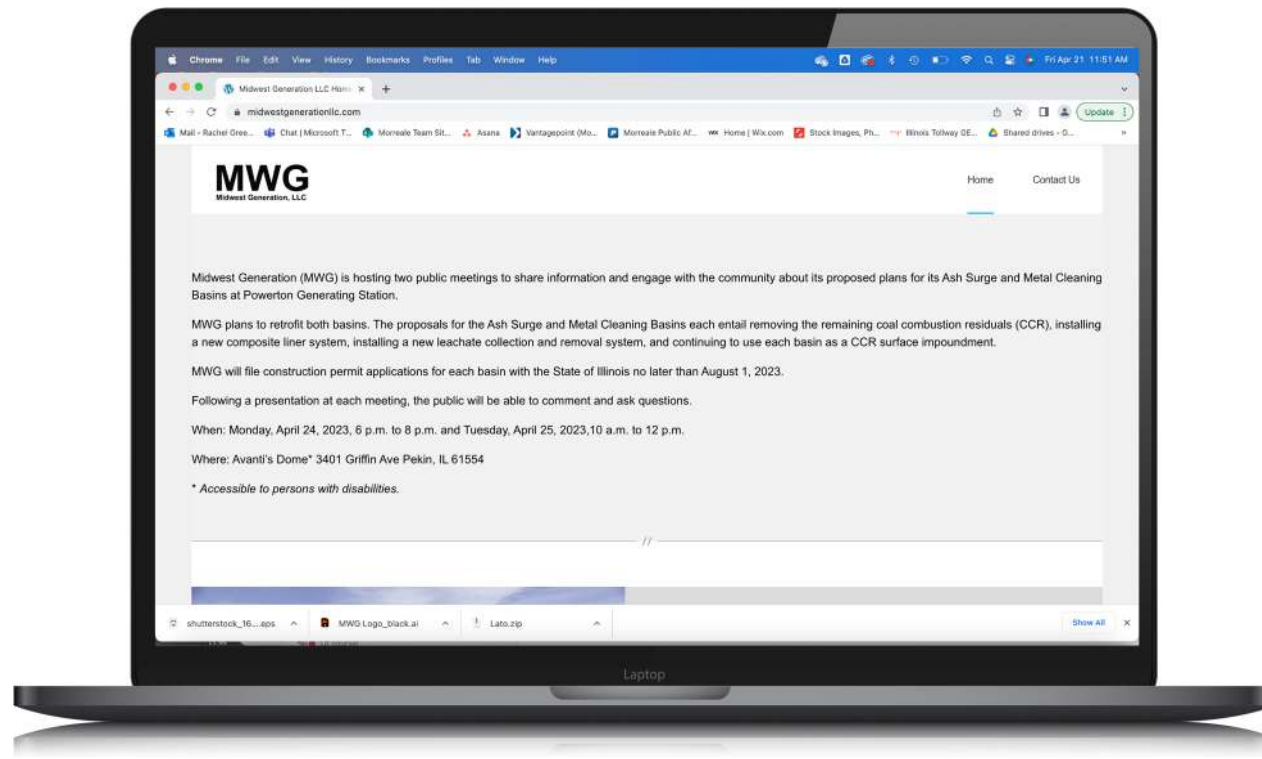 Chrome File Edit View History Bookmarks Profiles Tab Window Help Fri Apr 21 11:51 AM
Midwest Generation LLC Home
midwestgenerationllc.com Update
Mail - Rachel Gree... Chat | Microsoft T... Morreale Team Sit... Asana Vantagepoint (Mo... Morreale Public Af... Home | Wix.com Stock Images, Ph... Illinois Tollway GE... Shared drives - G...
MWG
Midwest Generation, LLC
Home Contact Us
Midwest Generation (MWG) is hosting two public meetings to share information and engage with the community about its proposed plans for its Ash Surge and Metal Cleaning
Basins at Powerton Generating Station.
MWG plans to retrofit both basins. The proposals for the Ash Surge and Metal Cleaning Basins each entail removing the remaining coal combustion residuals (CCR), installing
a new composite liner system, installing a new leachate collection and removal system, and continuing to use each basin as a CCR surface impoundment.
MWG will file construction permit applications for each basin with the State of Illinois no later than August 1, 2023.
Following a presentation at each meeting, the public will be able to comment and ask questions.
When: Monday, April 24, 2023, 6 p.m. to 8 p.m. and Tuesday, April 25, 2023,10 a.m. to 12 p.m.
Where: Avanti's Dome* 3401 Griffin Ave Pekin, IL 61554
* Accessible to persons with disabilities.
//
shutterstock_16....eps MWG Logo_black.ai Lato.zip Show All
Laptop